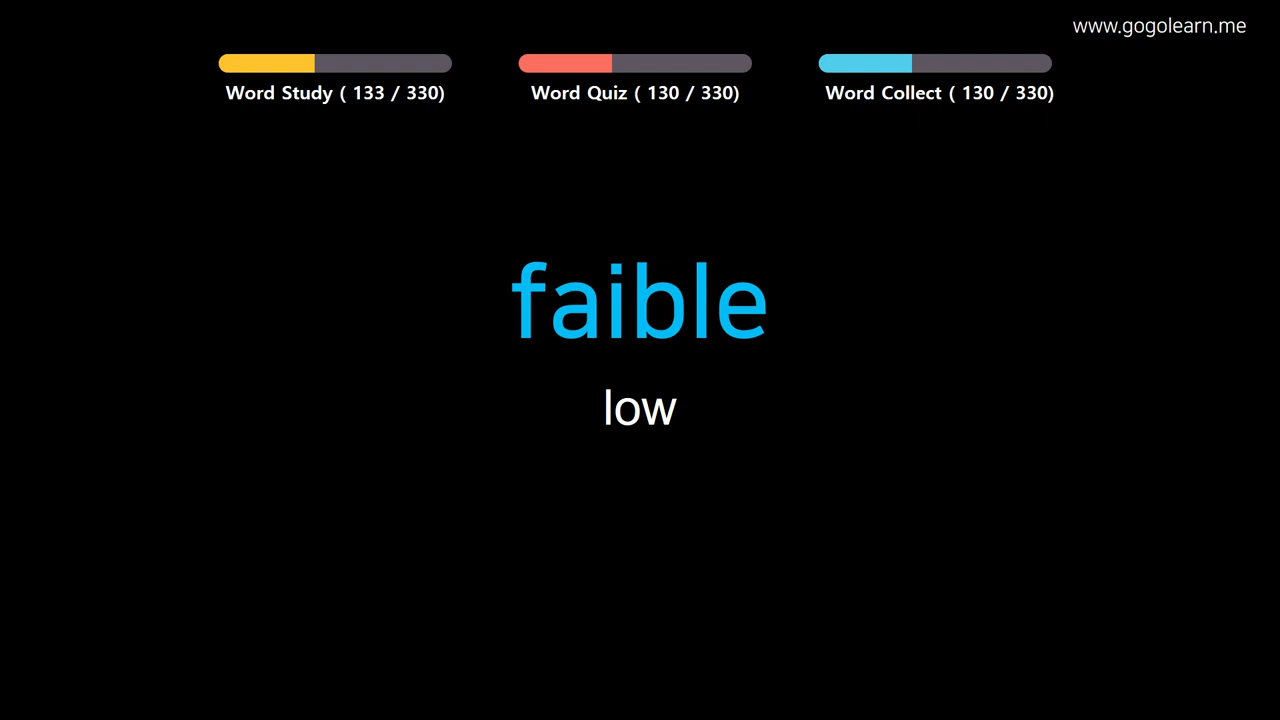 www.gogolearn.me
Word Study ( 133 / 330)
Word Quiz ( 130 / 330)
Word Collect ( 130 / 330)
faible
low